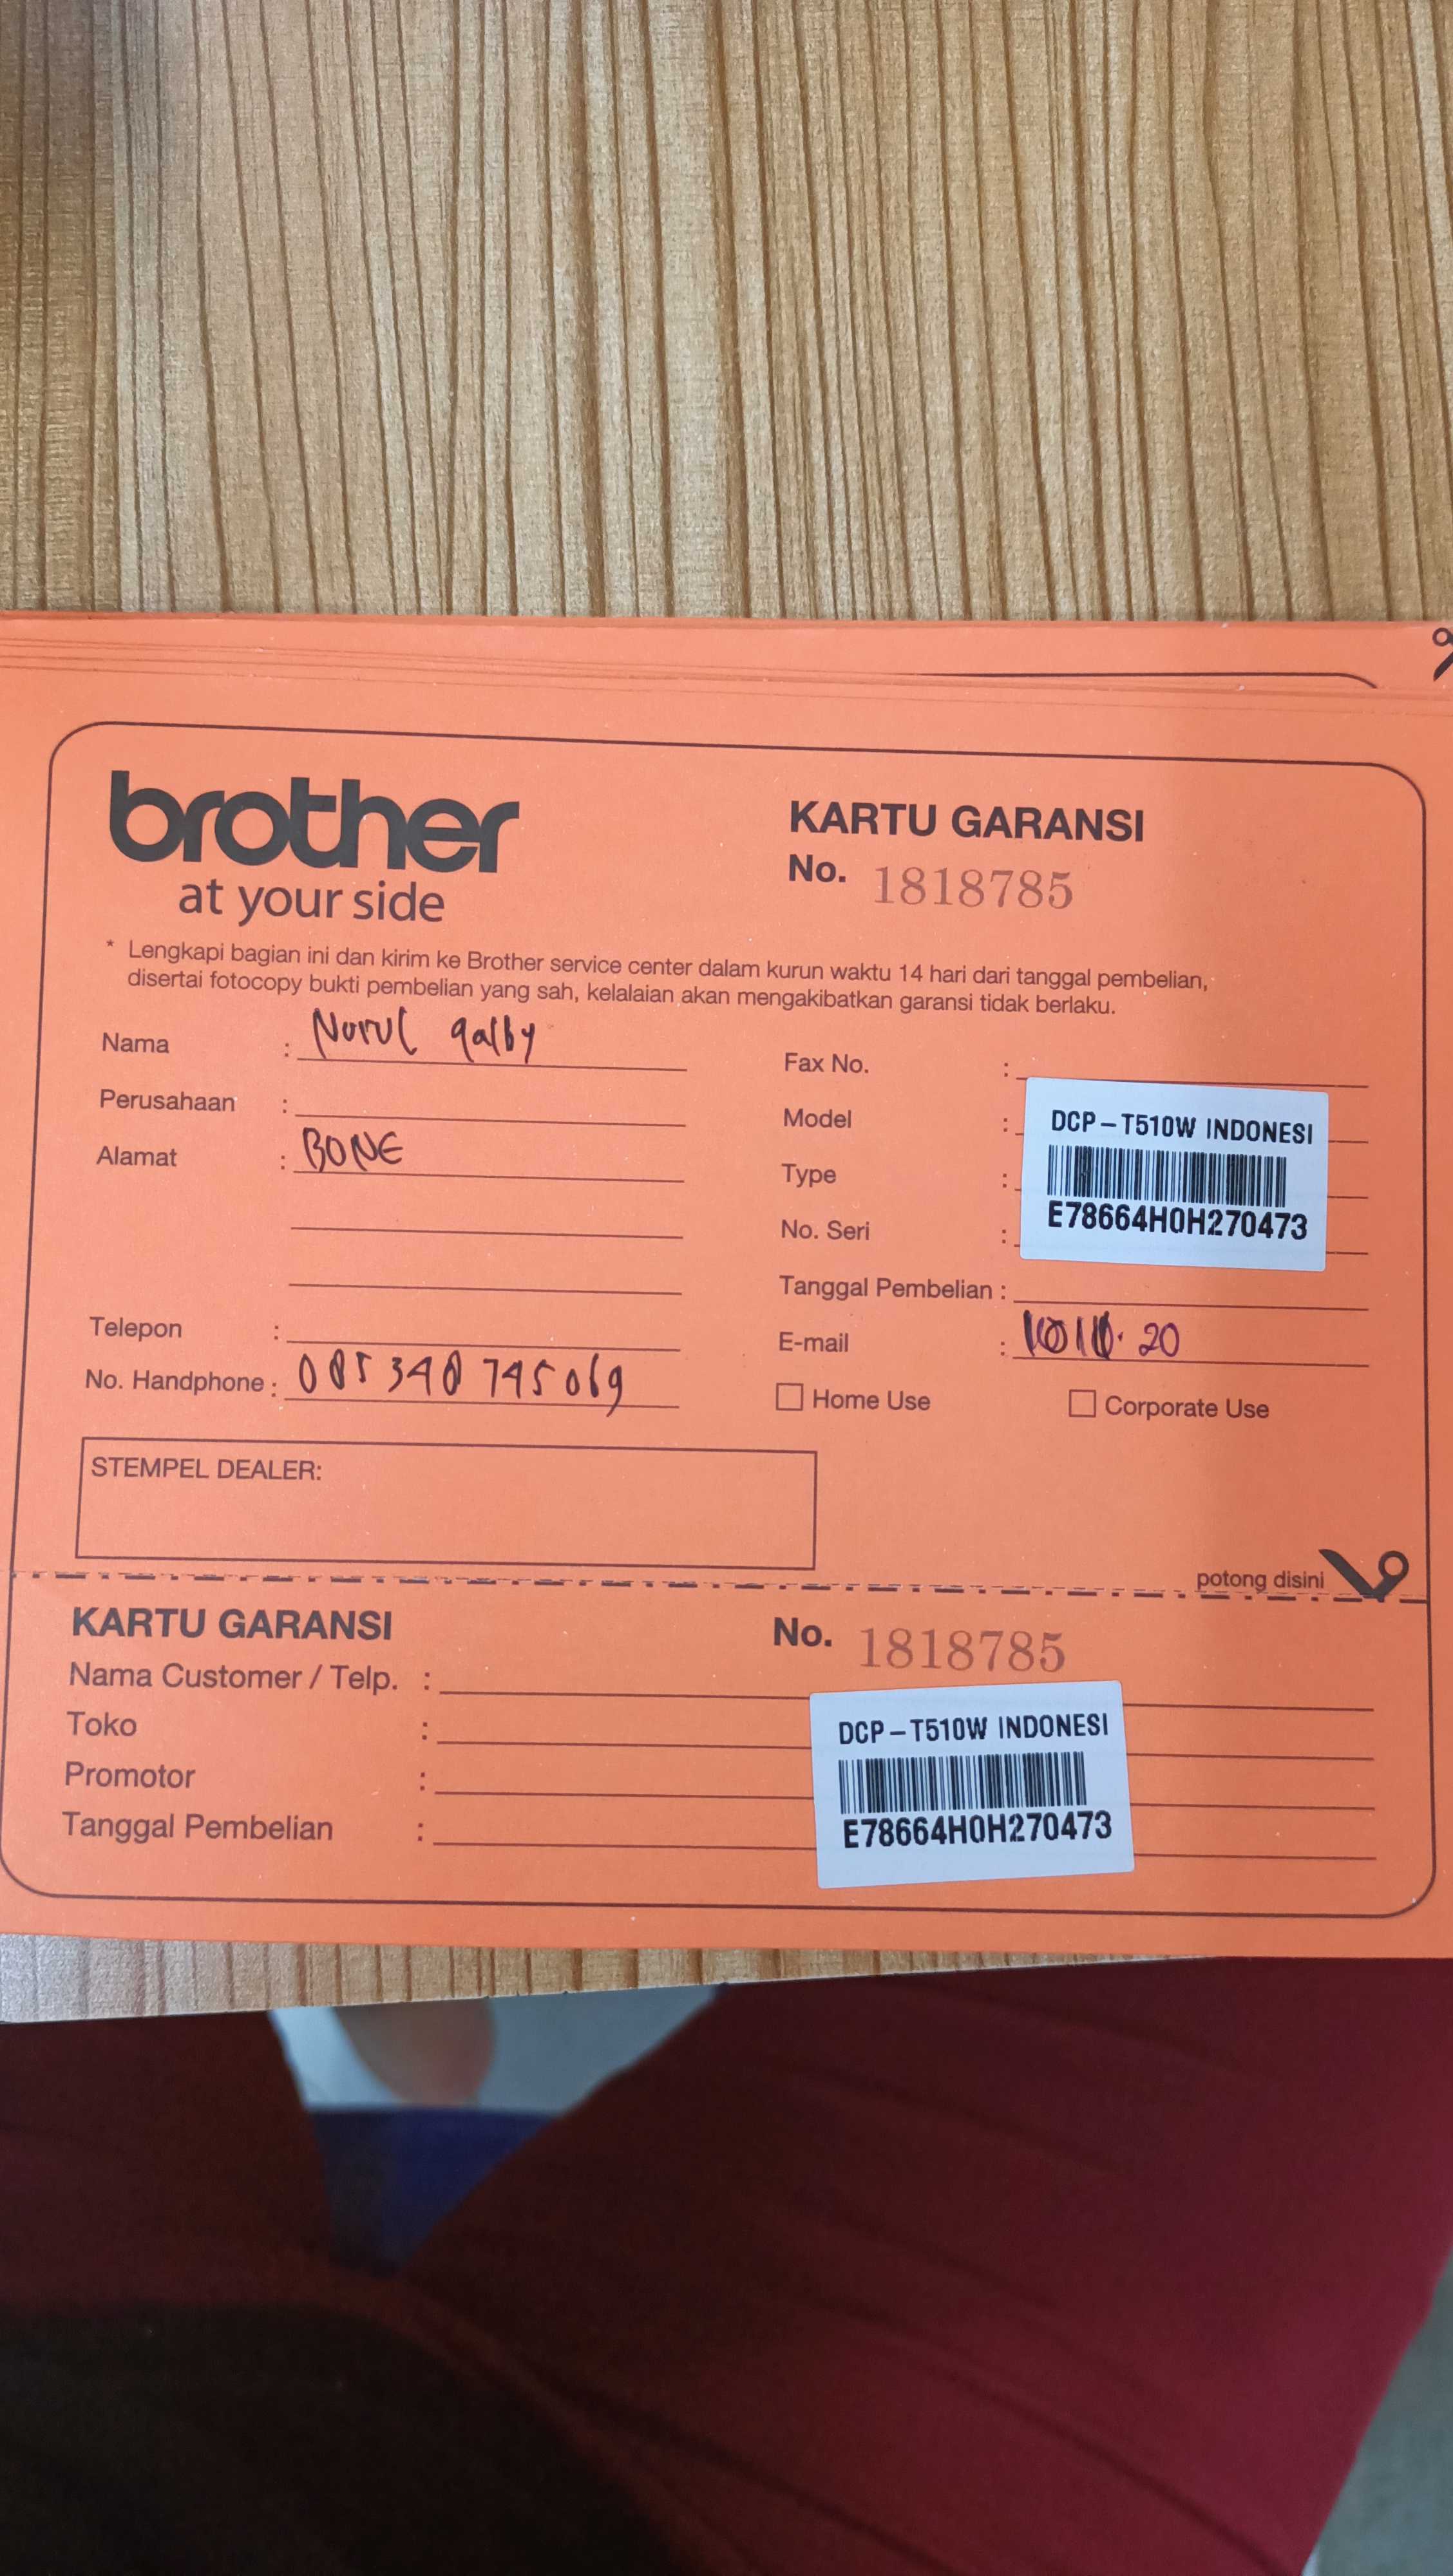 brother
at your side
KARTU GARANSI
No. 1818785
* Lengkapi bagian ini dan kirim ke Brother service center dalam kurun waktu 14 hari dari tanggal pembelian,
disertai fotocopy bukti pembelian yang sah, kelalaian akan mengakibatkan garansi tidak berlaku.
Nama : Nurul qalby
Perusahaan :
Alamat : BONE
Telepon :
No. Handphone : 085 340 745 069
Fax No. :
Model : DCP-T510W INDONESI
Type :
No. Seri : E78664H0H270473
Tanggal Pembelian :
E-mail : 20
Home Use Corporate Use
STEMPEL DEALER:
potong disini
KARTU GARANSI
No. 1818785
Nama Customer / Telp. :
Toko :
Promotor :
Tanggal Pembelian :
DCP-T510W INDONESI
E78664H0H270473